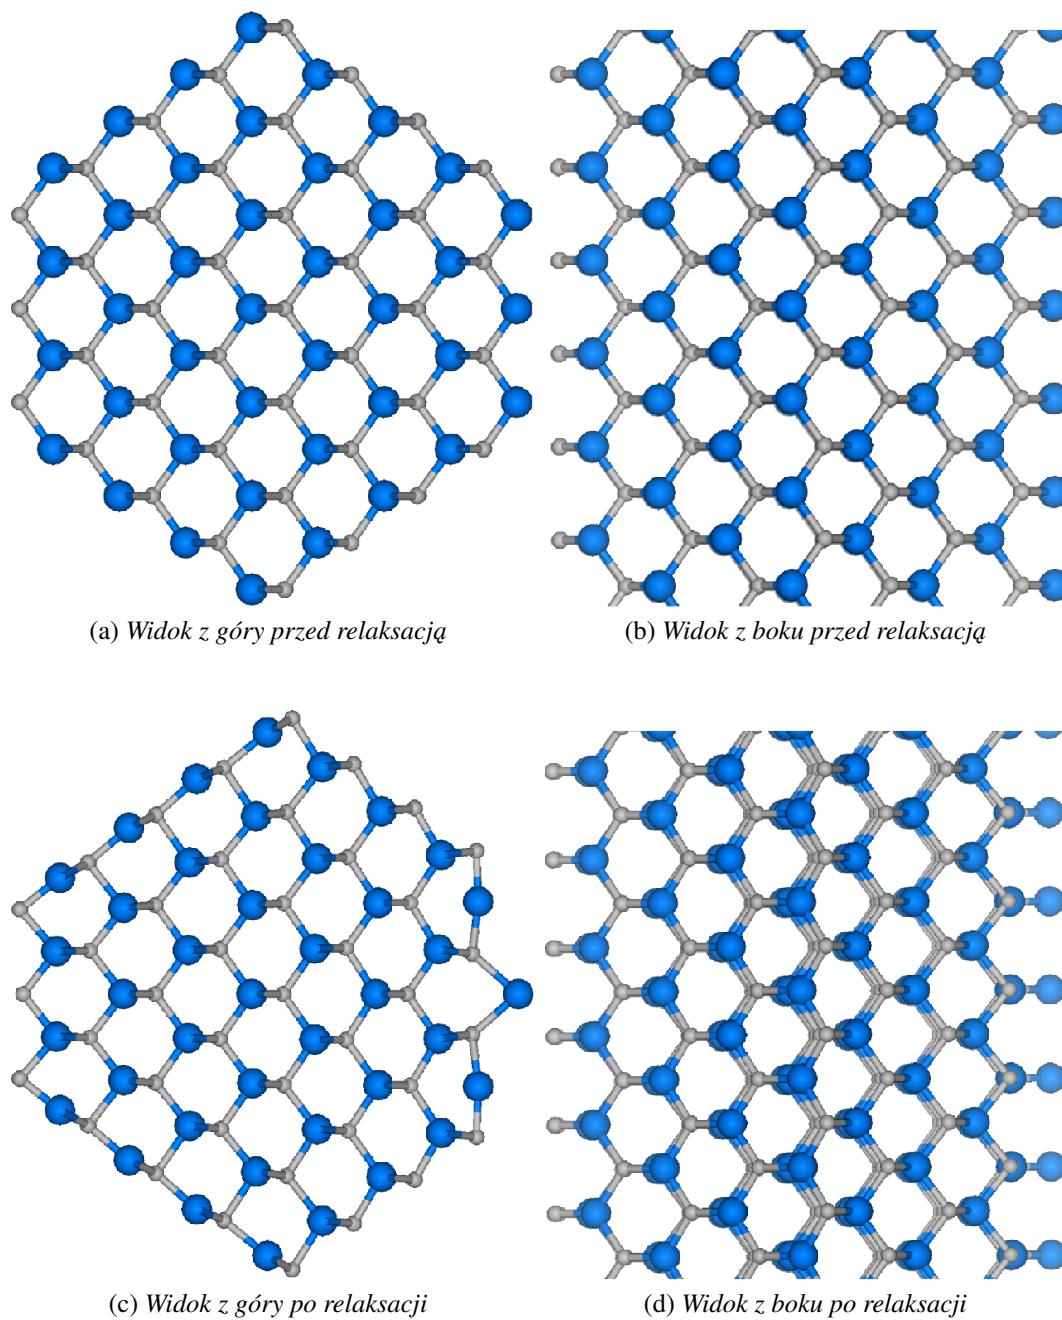 (a) Widok z góry przed relaksacją
(b) Widok z boku przed relaksacją
(c) Widok z góry po relaksacji
(d) Widok z boku po relaksacji